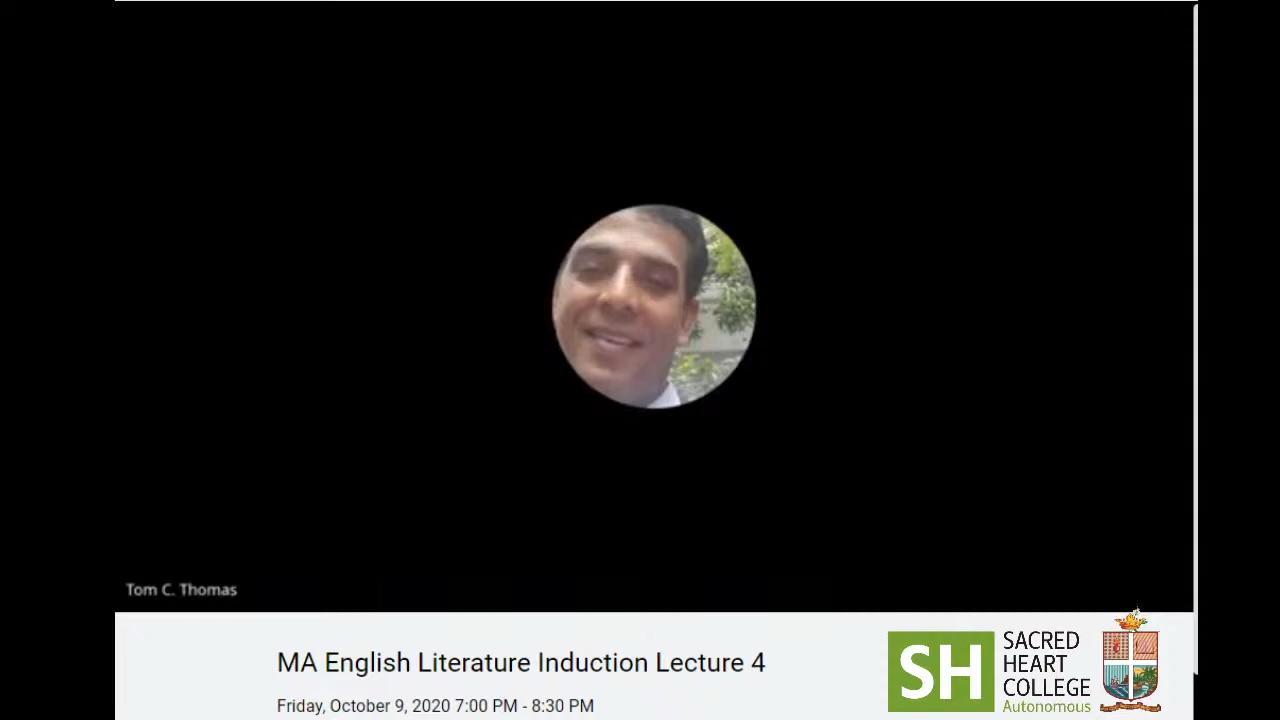 Tom C. Thomas
MA English Literature Induction Lecture 4
Friday, October 9, 2020 7:00 PM - 8:30 PM
SH
SACRED
HEART
COLLEGE
Autonomous